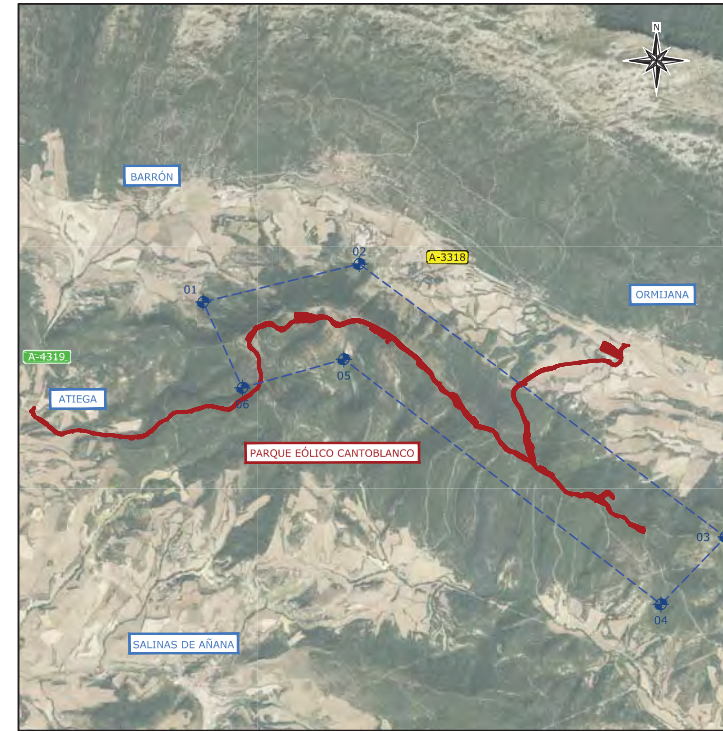 N
BARRÓN
02
A-3318
01
ORMIJANA
A-4319
05
ATIEGA
06
PARQUE EÓLICO CANTOBLANCO
03
04
SALINAS DE AÑANA